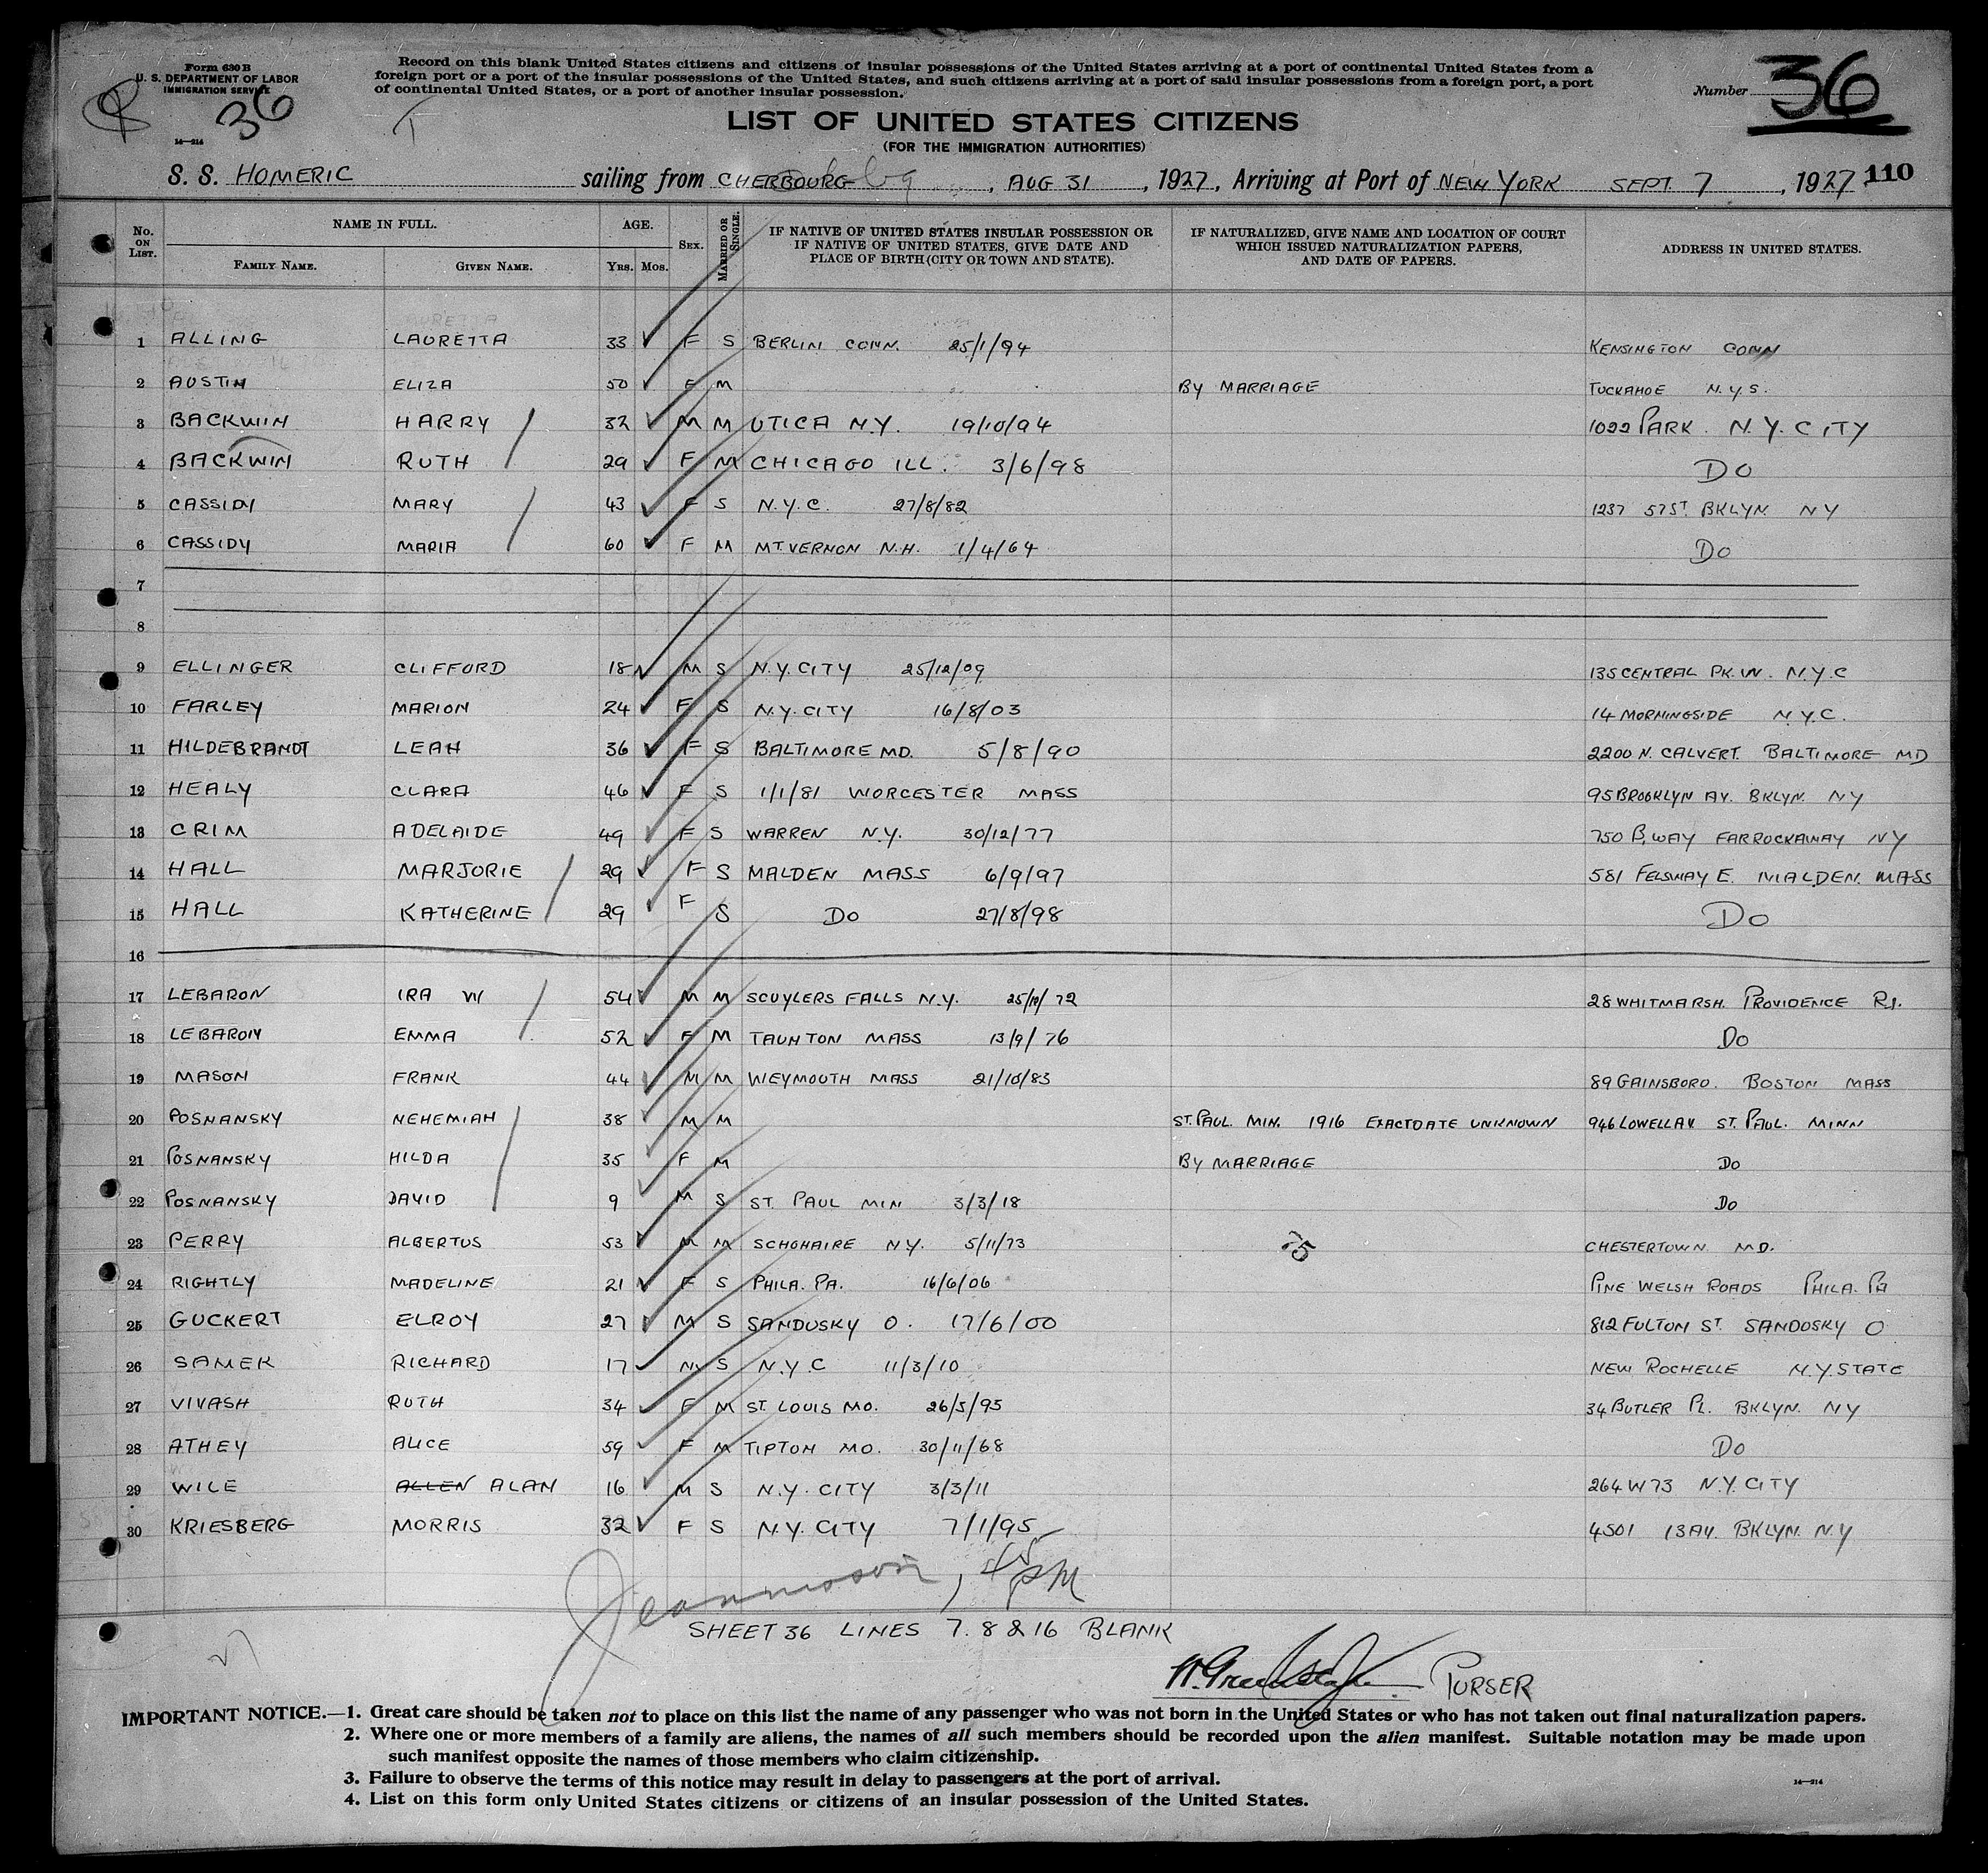 Form 630 B
U. S. DEPARTMENT OF LABOR
IMMIGRATION SERVICE
36
14—214
Record on this blank United States citizens and citizens of insular possessions of the United States arriving at a port of continental United States from a
foreign port or a port of the insular possessions of the United States, and such citizens arriving at a port of said insular possessions from a foreign port, a port
of continental United States, or a port of another insular possession.
Number 36
LIST OF UNITED STATES CITIZENS
(FOR THE IMMIGRATION AUTHORITIES)
S. S. HOMERIC sailing from CHERBOURG, AUG 31, 1927, Arriving at Port of NEW YORK SEPT. 7, 1927. 110
No. ON LIST. NAME IN FULL. FAMILY NAME. GIVEN NAME. AGE. YRS. MOS. SEX. MARRIED OR SINGLE. IF NATIVE OF UNITED STATES INSULAR POSSESSION OR IF NATIVE OF UNITED STATES, GIVE DATE AND PLACE OF BIRTH (CITY OR TOWN AND STATE). IF NATURALIZED, GIVE NAME AND LOCATION OF COURT WHICH ISSUED NATURALIZATION PAPERS, AND DATE OF PAPERS. ADDRESS IN UNITED STATES.
1 ALLING LAURETTA 33 F S BERLIN CONN. 25/1/94 KENSINGTON CONN
2 AUSTIN ELIZA 50 F M BY MARRIAGE TUCKAHOE N.Y.S.
3 BACKWIN HARRY 32 M M UTICA N.Y. 19/10/94 1022 PARK. N.Y. CITY
4 BACKWIN RUTH 29 F M CHICAGO ILL. 3/6/98 DO
5 CASSIDY MARY 43 F S N.Y.C. 27/8/82 1237 57 ST. BKLYN. NY
6 CASSIDY MARIA 60 F M MT. VERNON N.H. 1/4/64 DO
7
8
9 ELLINGER CLIFFORD 18 M S N.Y. CITY 25/12/09 135 CENTRAL PK. W. N.Y.C
10 FARLEY MARION 24 F S N.Y. CITY 16/8/03 14 MORNINGSIDE N.Y.C.
11 HILDEBRANDT LEAH 36 F S BALTIMORE MD. 5/8/90 2200 N. CALVERT. BALTIMORE MD
12 HEALY CLARA 46 F S 1/1/81 WORCESTER MASS 95 BROOKLYN AV. BKLYN. NY
13 CRIM ADELAIDE 49 F S WARREN N.Y. 30/12/77 750 B,WAY FARROCKAWAY NY
14 HALL MARJORIE 29 F S MALDEN MASS 6/9/97 581 FELSWAY E. MALDEN. MASS
15 HALL KATHERINE 29 F S DO 27/8/98 DO
16
17 LEBARON IRA W 54 M M SCUYLERS FALLS N.Y. 25/10/72 28 WHITMARSH. PROVIDENCE R.I.
18 LEBARON EMMA 52 F M TAUNTON MASS 13/9/76 DO
19 MASON FRANK 44 M M WEYMOUTH MASS 21/10/83 89 GAINSBORO. BOSTON MASS
20 POSNANSKY NEHEMIAH 38 M M ST. PAUL. MIN. 1916 EXACT DATE UNKNOWN 946 LOWELL AV. ST. PAUL. MINN
21 POSNANSKY HILDA 35 F M BY MARRIAGE DO
22 POSNANSKY DAVID 9 M S ST. PAUL MIN 3/3/18 DO
23 PERRY ALBERTUS 53 M M SCHOHAIRE N.Y. 5/11/73 CHESTERTOWN MD.
24 RIGHTLY MADELINE 21 F S PHILA. PA. 16/6/06 PINE WELSH ROADS PHILA. PA
25 GUCKERT ELROY 27 M S SANDUSKY O. 17/6/00 812 FULTON ST. SANDOSKY O
26 SAMEK RICHARD 17 M S N.Y.C 11/3/10 NEW ROCHELLE N.Y. STATE
27 VIVASH RUTH 34 F M ST. LOUIS MO. 26/5/93 34 BUTLER PL. BKLYN. NY
28 ATHEY ALICE 59 F M TIPTON MO. 30/11/68 DO
29 WILE ALLEN ALAN 16 M S N.Y. CITY 3/3/11 264 W 73 N.Y. CITY
30 KRIESBERG MORRIS 32 F S N.Y. CITY 7/1/95 4501 13 AV. BKLYN. N.Y
SHEET 36 LINES 7. 8 & 16 BLANK
PURSER
IMPORTANT NOTICE.—1. Great care should be taken not to place on this list the name of any passenger who was not born in the United States or who has not taken out final naturalization papers.
2. Where one or more members of a family are aliens, the names of all such members should be recorded upon the alien manifest. Suitable notation may be made upon
such manifest opposite the names of those members who claim citizenship.
3. Failure to observe the terms of this notice may result in delay to passengers at the port of arrival.
4. List on this form only United States citizens or citizens of an insular possession of the United States.
14—214